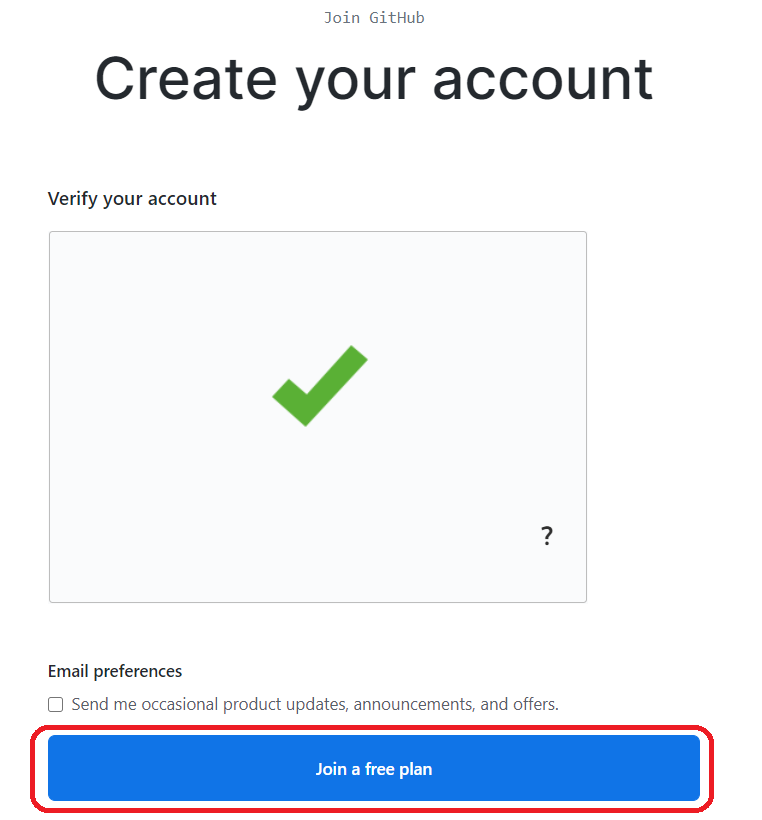 Join GitHub
Create your account
Verify your account
?
Email preferences
Send me occasional product updates, announcements, and offers.
Join a free plan